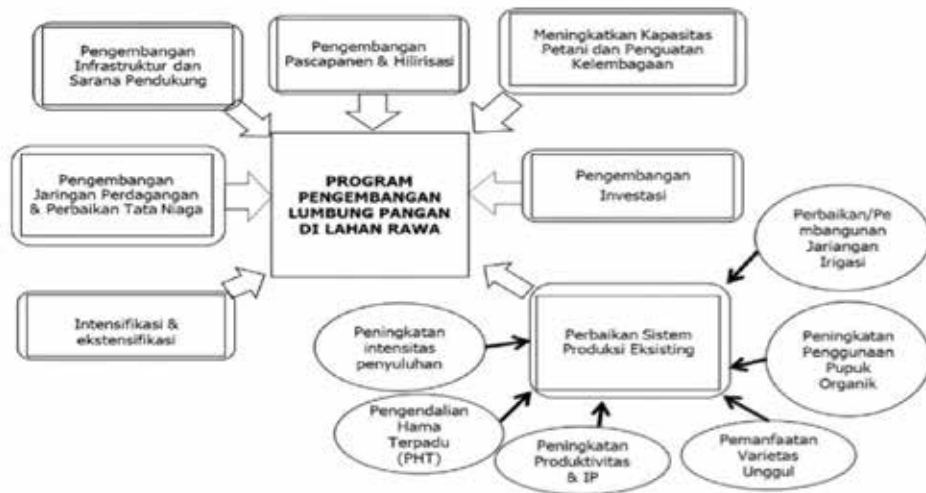 Pengembangan
Infrastruktur dan
Sarana Pendukung
Pengembangan
Pascapanen & Hilirisasi
Meningkatkan Kapasitas
Petani dan Penguatan
Kelembagaan
Pengembangan
Jaringan Perdagangan
& Perbaikan Tata Niaga
PROGRAM
PENGEMBANGAN
LUMBUNG PANGAN
DI LAHAN RAWA
Pengembangan
Investasi
Intensifikasi &
ekstensifikasi
Perbaikan Sistem
Produksi Eksisting
Perbaikan/Pe
mbangunan
Jariangan
Irigasi
Peningkatan
intensitas
penyuluhan
Peningkatan
Penggunaan
Pupuk
Organik
Pengendalian
Hama
Terpadu
(PHT)
Peningkatan
Produktivitas
& IP
Pemanfaatan
Varietas
Unggul